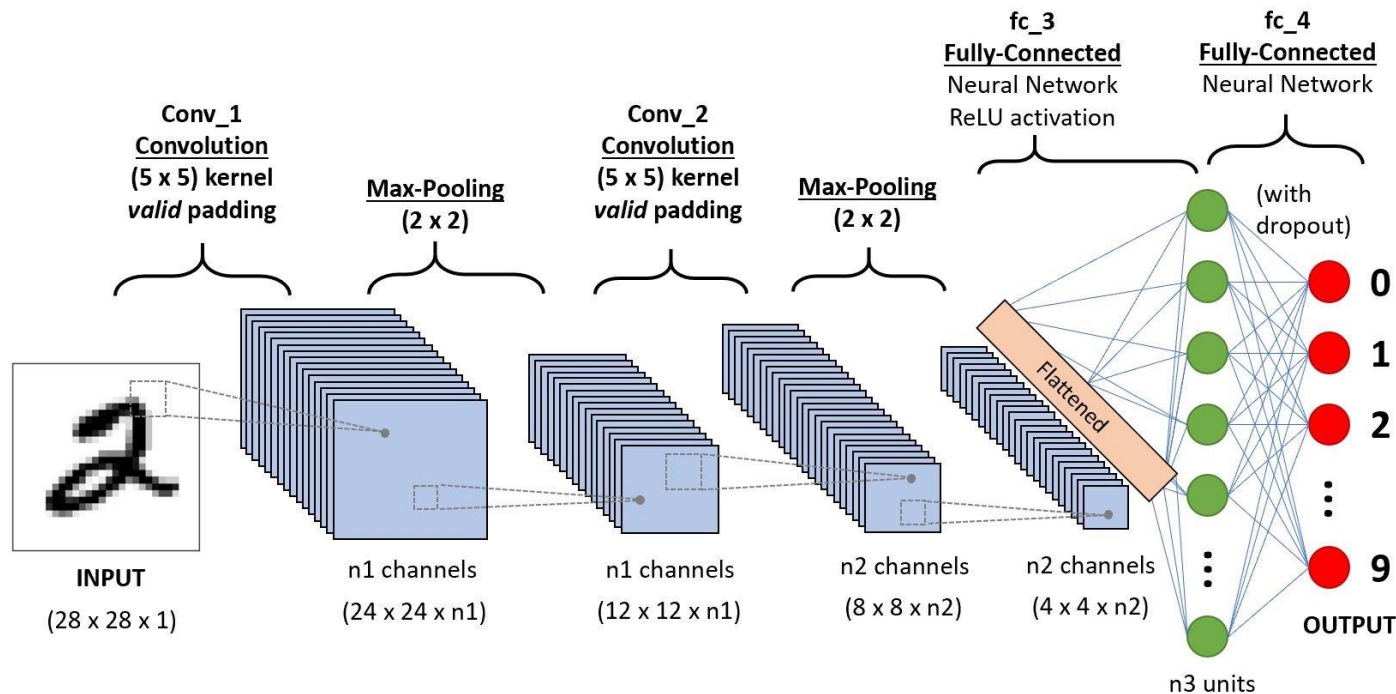 Conv_1
Convolution
(5 x 5) kernel
valid padding
Max-Pooling
(2 x 2)
Conv_2
Convolution
(5 x 5) kernel
valid padding
Max-Pooling
(2 x 2)
fc_3
Fully-Connected
Neural Network
ReLU activation
fc_4
Fully-Connected
Neural Network
(with
dropout)
Flattened
0
1
2
9
OUTPUT
INPUT
(28 x 28 x 1)
n1 channels
(24 x 24 x n1)
n1 channels
(12 x 12 x n1)
n2 channels
(8 x 8 x n2)
n2 channels
(4 x 4 x n2)
n3 units
2